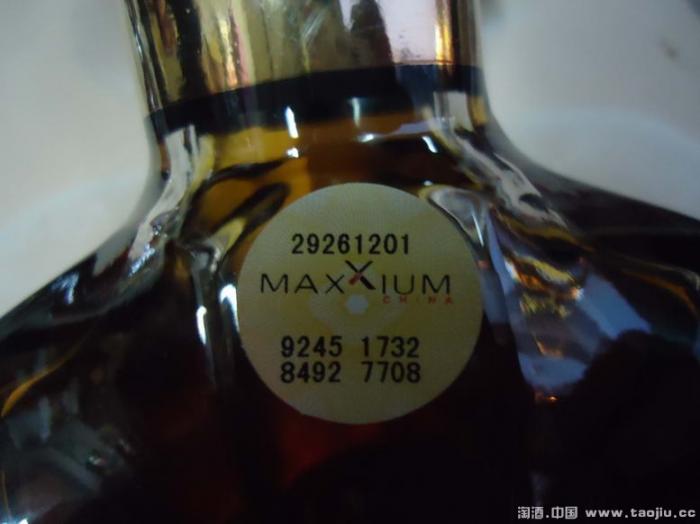 29261201
MAXXIUM
CHINA
9245 1732
8492 7708
淘酒.中国 www.taojiu.cc